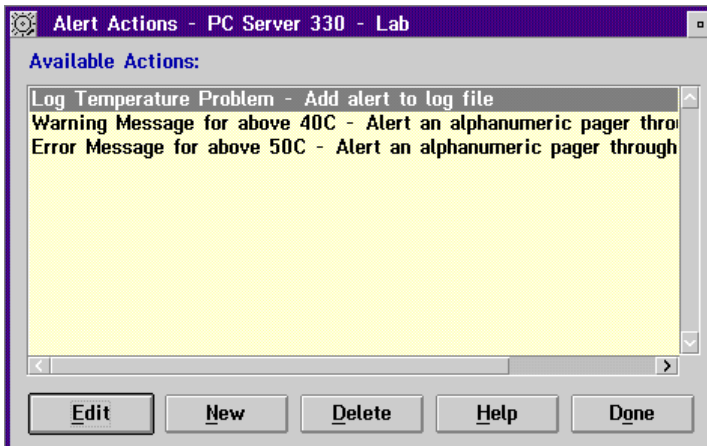 Alert Actions - PC Server 330 - Lab
Available Actions:
Log Temperature Problem - Add alert to log file
Warning Message for above 40C - Alert an alphanumeric pager
Error Message for above 50C - Alert an alphanumeric pager through
Edit New Delete Help Done